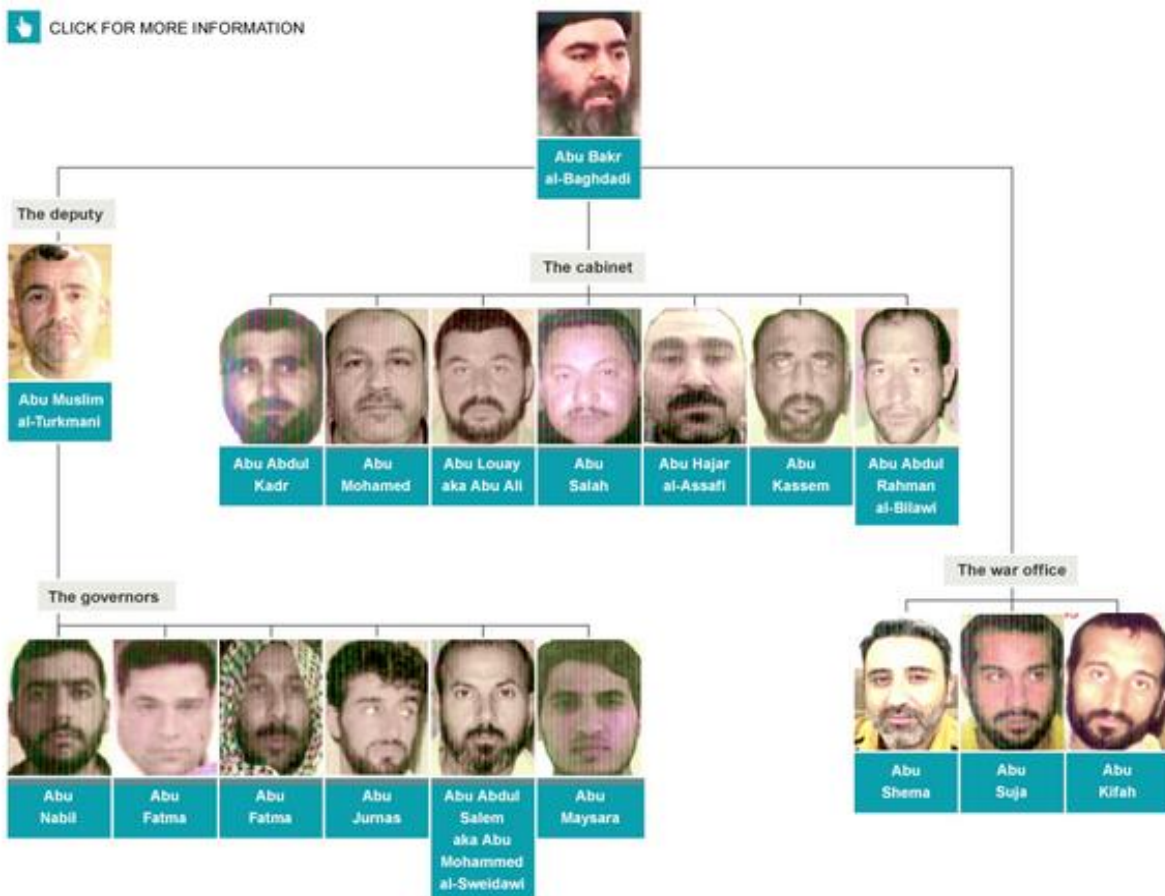 CLICK FOR MORE INFORMATION
Abu Bakr
al-Baghdadi
The deputy
Abu Muslim
al-Turkmani
The cabinet
Abu Abdul
Kadr
Abu
Mohamed
Abu Louay
aka Abu Ali
Abu
Salah
Abu Hajar
al-Assafi
Abu
Kassem
Abu Abdul
Rahman
al-Bilawi
The war office
Abu
Shema
Abu
Suja
Abu
Kifah
The governors
Abu
Nabil
Abu
Fatma
Abu
Fatma
Abu
Jurnas
Abu Abdul
Salem
aka Abu
Mohammed
al-Sweidawi
Abu
Maysara